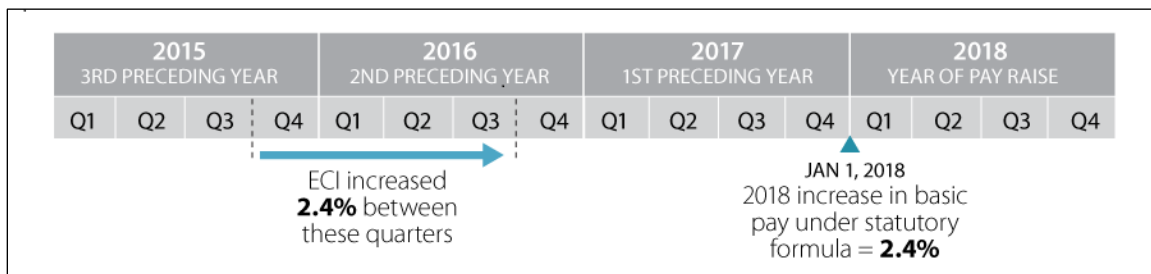 2015 2016 2017 2018
3RD PRECEDING YEAR 2ND PRECEDING YEAR 1ST PRECEDING YEAR YEAR OF PAY RAISE
Q1 Q2 Q3 Q4 Q1 Q2 Q3 Q4 Q1 Q2 Q3 Q4 Q1 Q2 Q3 Q4
ECI increased
2.4% between
these quarters
JAN 1, 2018
2018 increase in basic
pay under statutory
formula = 2.4%